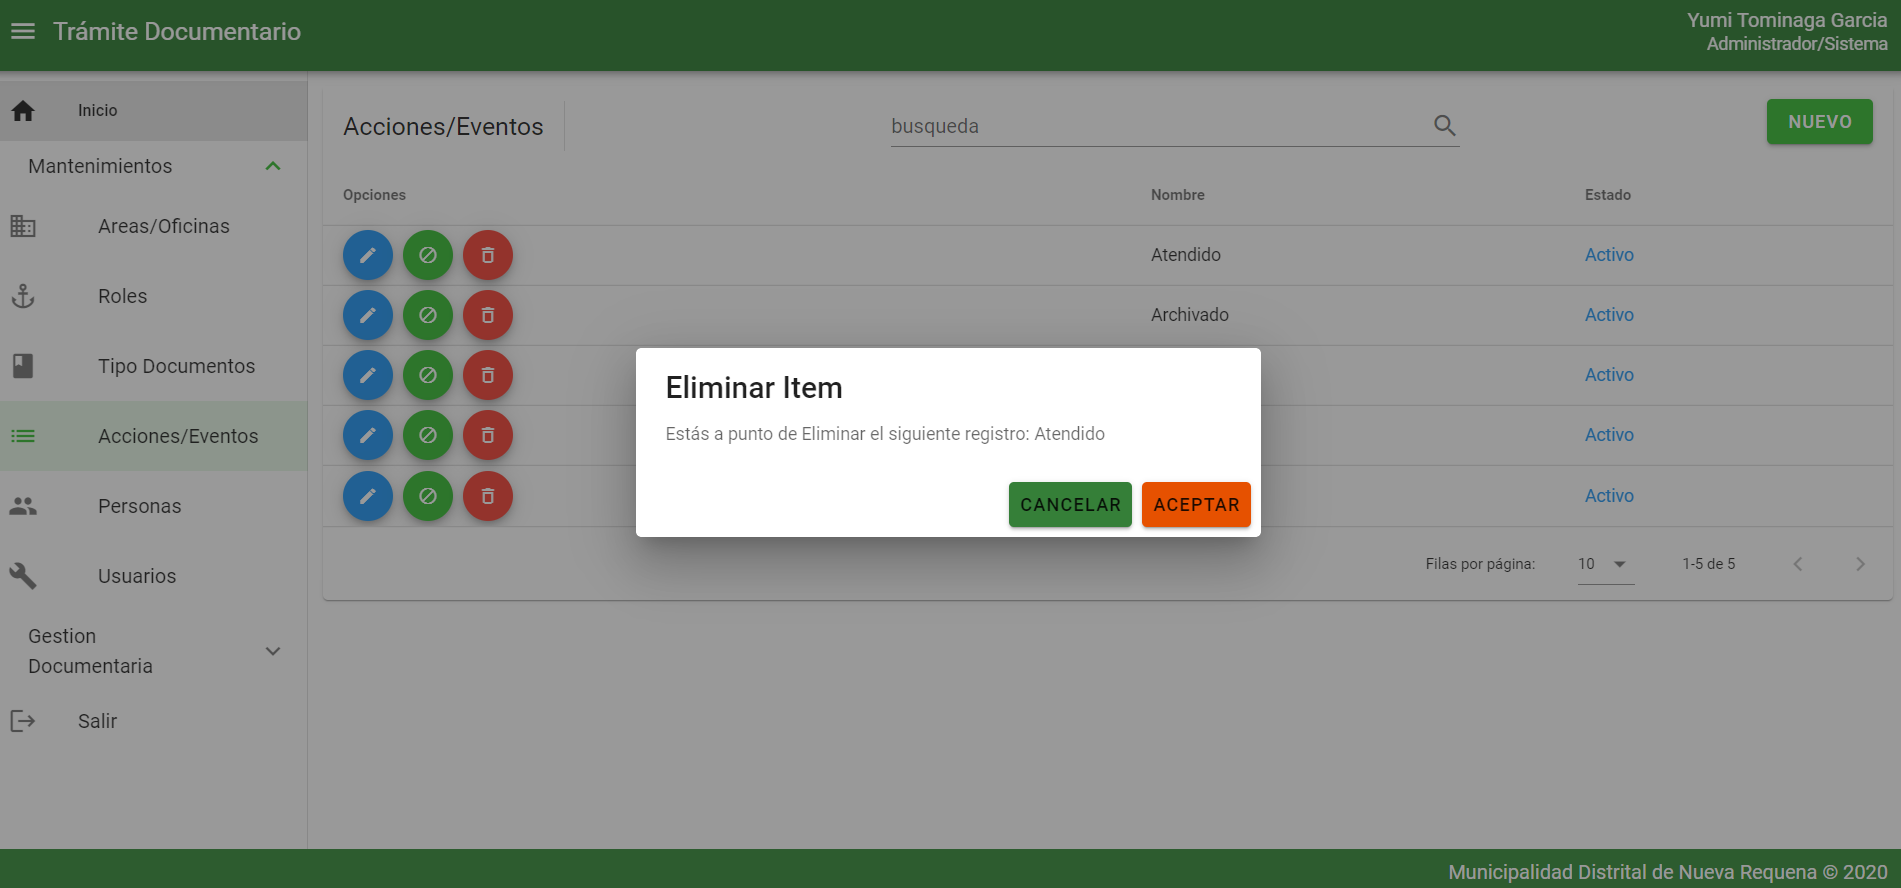 Trámite Documentario
Yumi Tominaga Garcia
Administrador/Sistema
Inicio
Mantenimientos
Areas/Oficinas
Roles
Tipo Documentos
Acciones/Eventos
Personas
Usuarios
Gestion
Documentaria
Salir
Acciones/Eventos
busqueda
NUEVO
Opciones Nombre Estado
Atendido Activo
Archivado Activo
Activo
Activo
Activo
Eliminar Item
Estás a punto de Eliminar el siguiente registro: Atendido
CANCELAR ACEPTAR
Filas por página: 10 1-5 de 5
Municipalidad Distrital de Nueva Requena © 2020